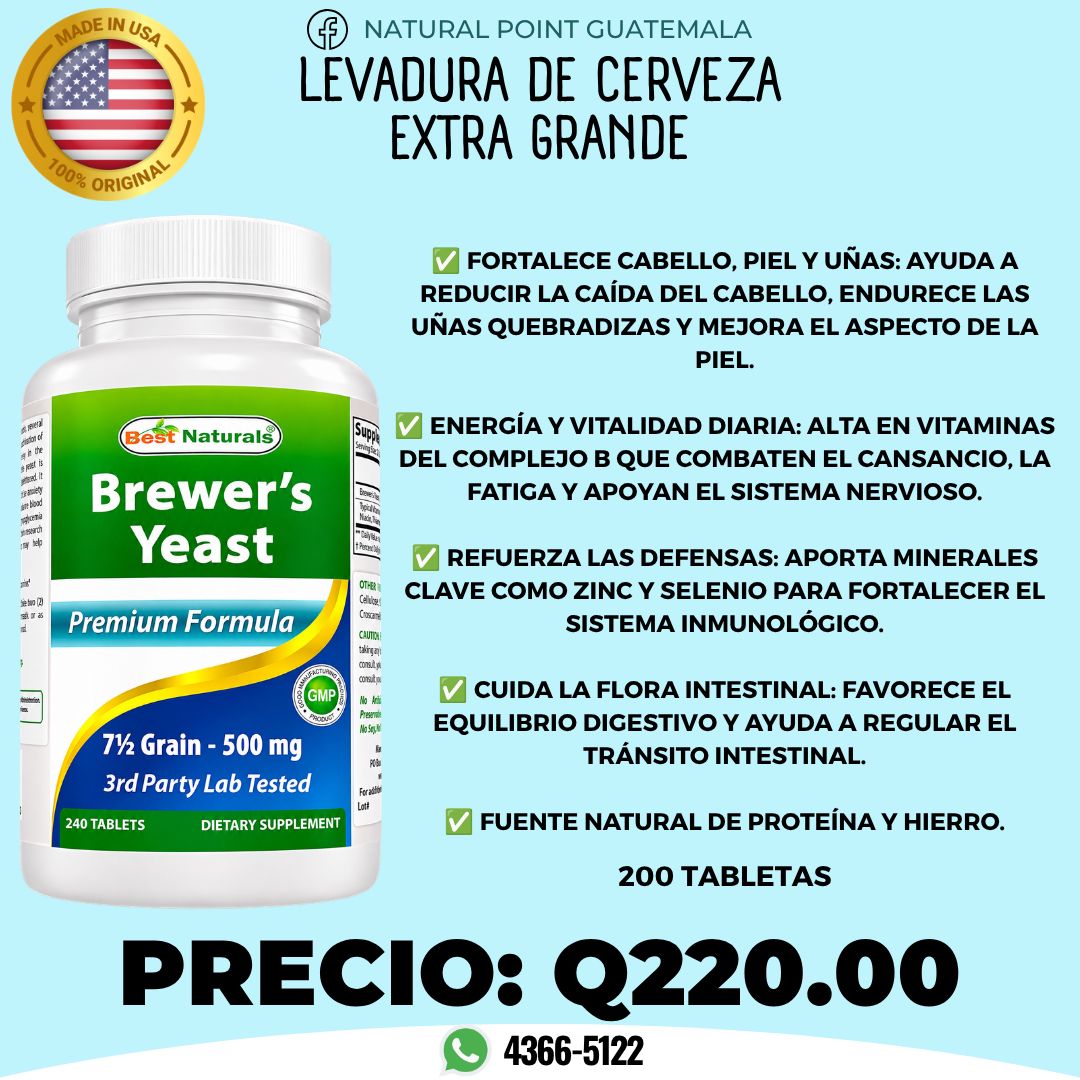 MADE IN USA
100% ORIGINAL
NATURAL POINT GUATEMALA
LEVADURA DE CERVEZA
EXTRA GRANDE
✅ FORTALECE CABELLO, PIEL Y UÑAS: AYUDA A
REDUCIR LA CAÍDA DEL CABELLO, ENDURECE LAS
UÑAS QUEBRADIZAS Y MEJORA EL ASPECTO DE LA
PIEL.
✅ ENERGÍA Y VITALIDAD DIARIA: ALTA EN VITAMINAS
DEL COMPLEJO B QUE COMBATEN EL CANSANCIO, LA
FATIGA Y APOYAN EL SISTEMA NERVIOSO.
✅ REFUERZA LAS DEFENSAS: APORTA MINERALES
CLAVE COMO ZINC Y SELENIO PARA FORTALECER EL
SISTEMA INMUNOLÓGICO.
✅ CUIDA LA FLORA INTESTINAL: FAVORECE EL
EQUILIBRIO DIGESTIVO Y AYUDA A REGULAR EL
TRÁNSITO INTESTINAL.
✅ FUENTE NATURAL DE PROTEÍNA Y HIERRO.
200 TABLETAS
Best Naturals®
Brewer's
Yeast
Premium Formula
GOOD MANUFACTURING PRACTICE
GMP
PRODUCT
7½ Grain - 500 mg
3rd Party Lab Tested
240 TABLETS
DIETARY SUPPLEMENT
PRECIO: Q220.00
4366-5122